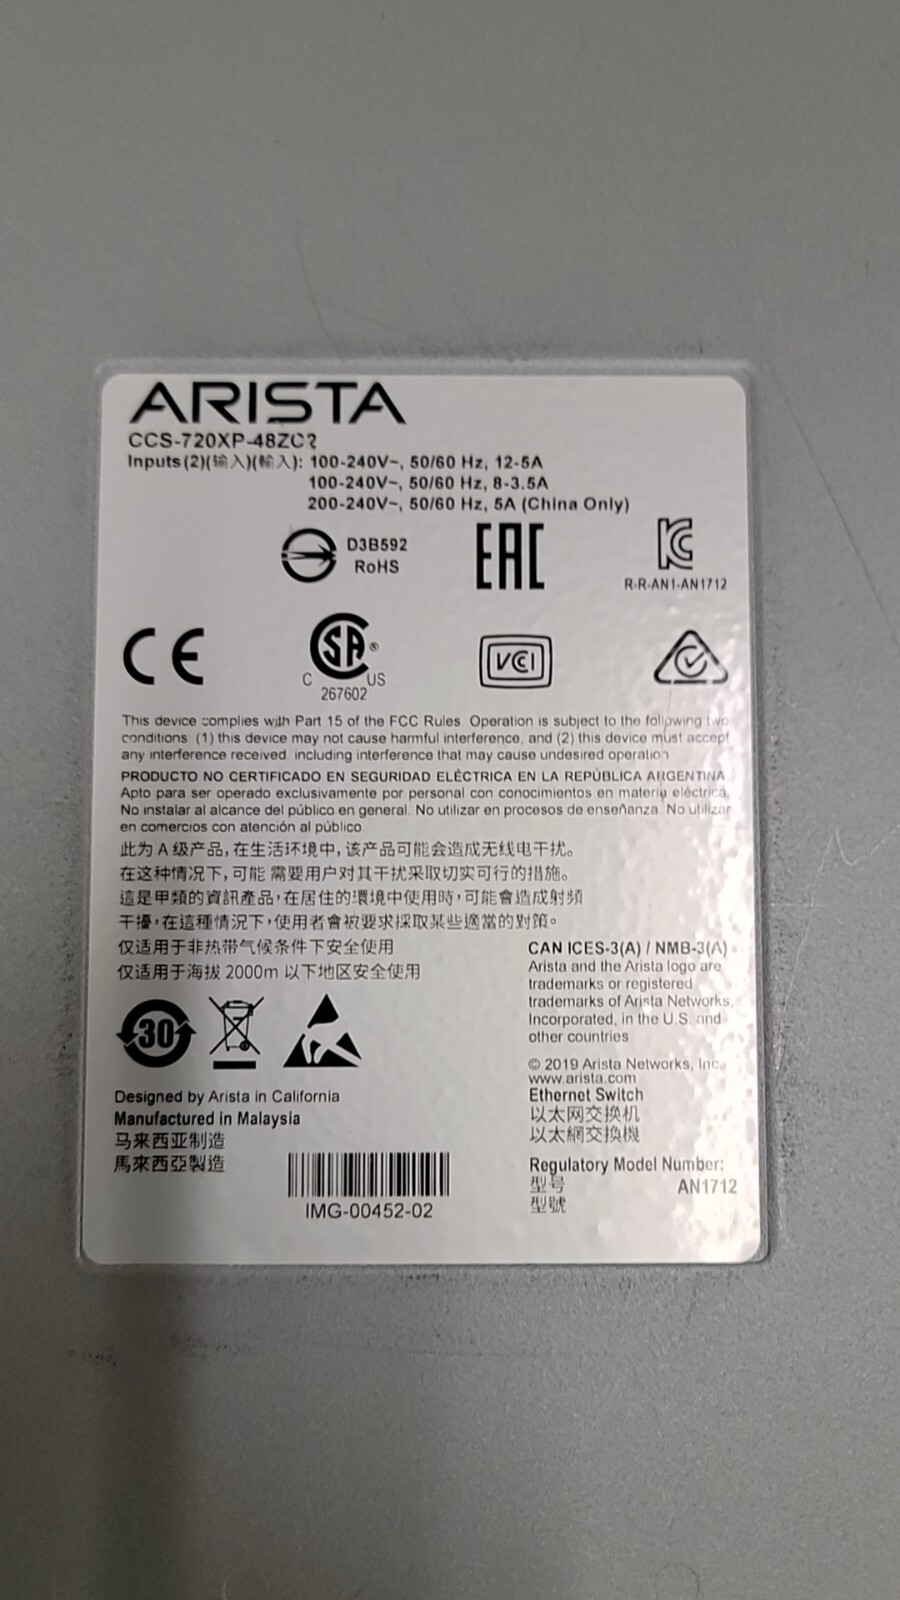 ARISTA
CCS-720XP-48ZC2
Inputs(2)(输入)(輸入): 100-240V~, 50/60 Hz, 12-5A
100-240V~, 50/60 Hz, 8-3.5A
200-240V~, 50/60 Hz, 5A (China Only)
D3B592
RoHS
EAC
KC
R-R-AN1-AN1712
CE
SA®
C US
267602
VCI
This device complies with Part 15 of the FCC Rules. Operation is subject to the following two
conditions: (1) this device may not cause harmful interference, and (2) this device must accept
any interference received, including interference that may cause undesired operation.
PRODUCTO NO CERTIFICADO EN SEGURIDAD ELÉCTRICA EN LA REPÚBLICA ARGENTINA.
Apto para ser operado exclusivamente por personal con conocimientos en materia eléctrica.
No instalar al alcance del público en general. No utilizar en procesos de enseñanza. No utilizar
en comercios con atención al público.
此为 A 级产品, 在生活环境中, 该产品可能会造成无线电干扰。
在这种情况下, 可能 需要用户对其干扰采取切实可行的措施。
這是甲類的資訊產品, 在居住的環境中使用時, 可能會造成射頻
干擾, 在這種情況下, 使用者會被要求採取某些適當的對策。
仅适用于非热带气候条件下安全使用
仅适用于海拔 2000m 以下地区安全使用
30
Designed by Arista in California
Manufactured in Malaysia
马来西亚制造
馬來西亞製造
IMG-00452-02
CAN ICES-3(A) / NMB-3(A)
Arista and the Arista logo are
trademarks or registered
trademarks of Arista Networks,
Incorporated, in the U.S. and
other countries
© 2019 Arista Networks, Inc.
www.arista.com
Ethernet Switch
以太网交换机
以太網交換機
Regulatory Model Number:
型号 AN1712
型號